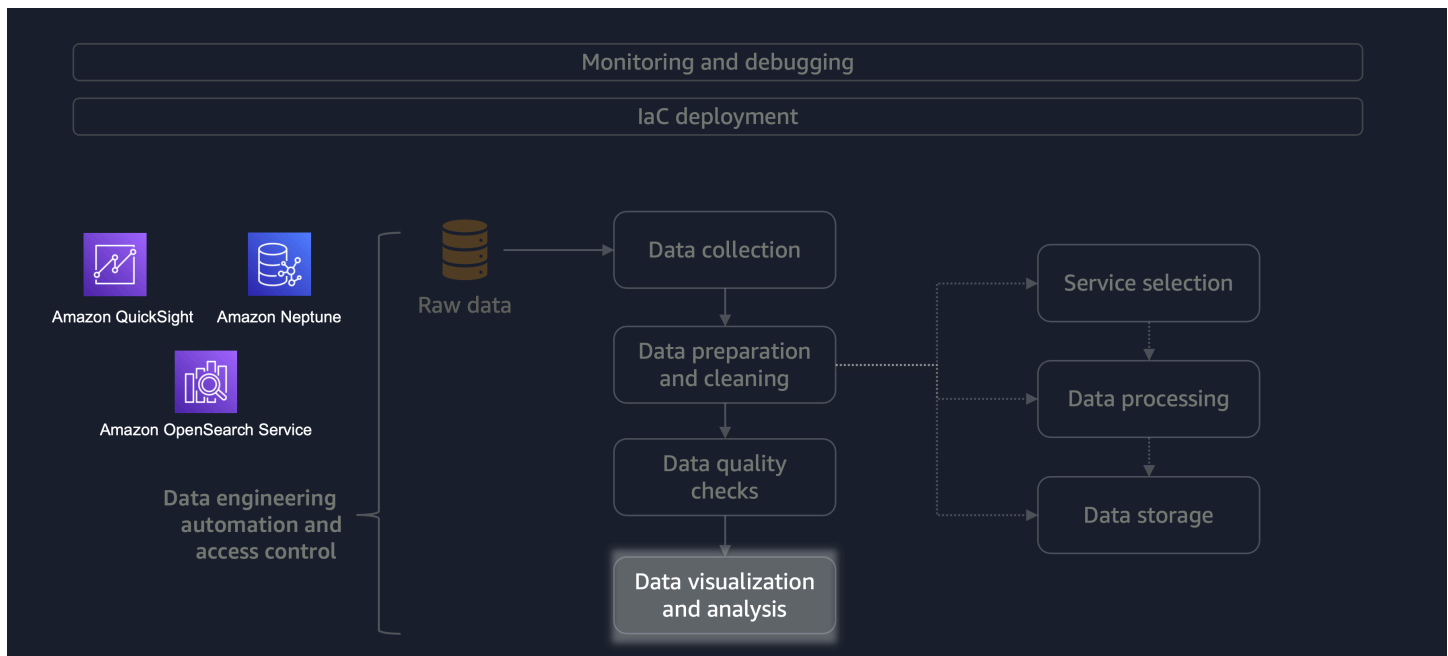 Monitoring and debugging
IaC deployment
Amazon QuickSight
Amazon Neptune
Amazon OpenSearch Service
Data engineering
automation and
access control
Raw data
Data collection
Data preparation
and cleaning
Data quality
checks
Data visualization
and analysis
Service selection
Data processing
Data storage